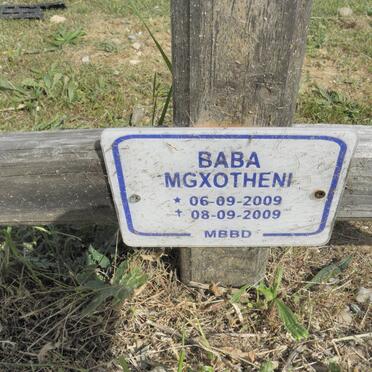 BABA
MGXOTHENI
★ 06-09-2009
✝ 08-09-2009
MBBD